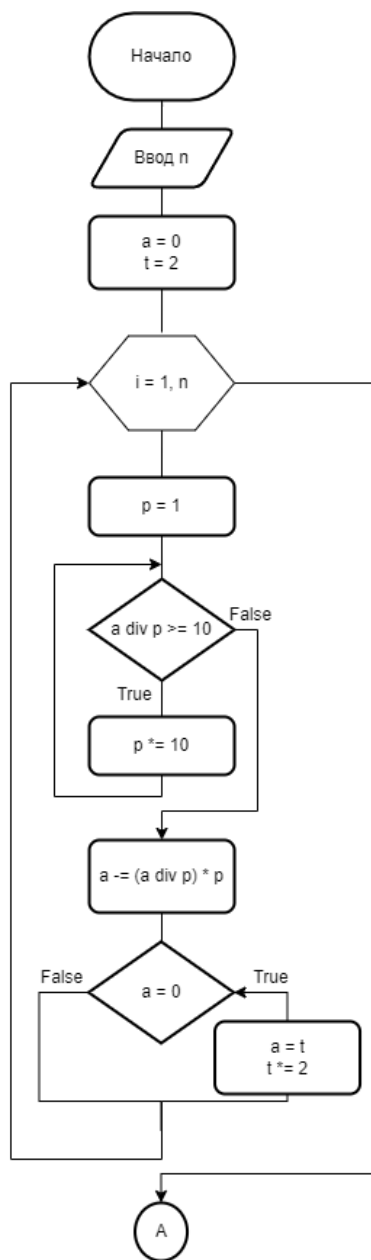 Начало
Ввод n
a = 0
t = 2
i = 1, n
p = 1
a div p >= 10
False
True
p *= 10
a -= (a div p) * p
False
a = 0
True
a = t
t *= 2
A